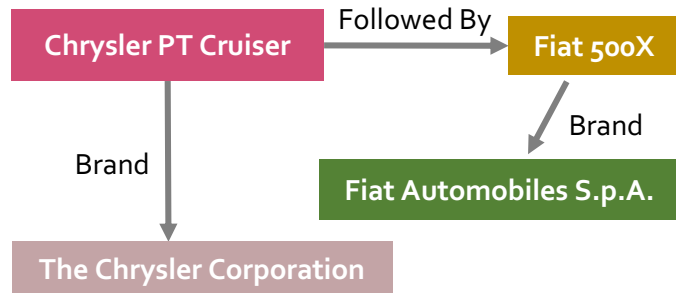 Followed By
Chrysler PT Cruiser
Fiat 500X
Brand
Brand
Fiat Automobiles S.p.A.
The Chrysler Corporation